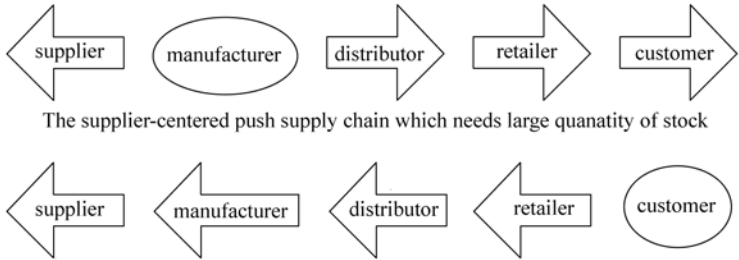 supplier manufacturer distributor retailer customer
The supplier-centered push supply chain which needs large quanatity of stock
supplier manufacturer distributor retailer customer